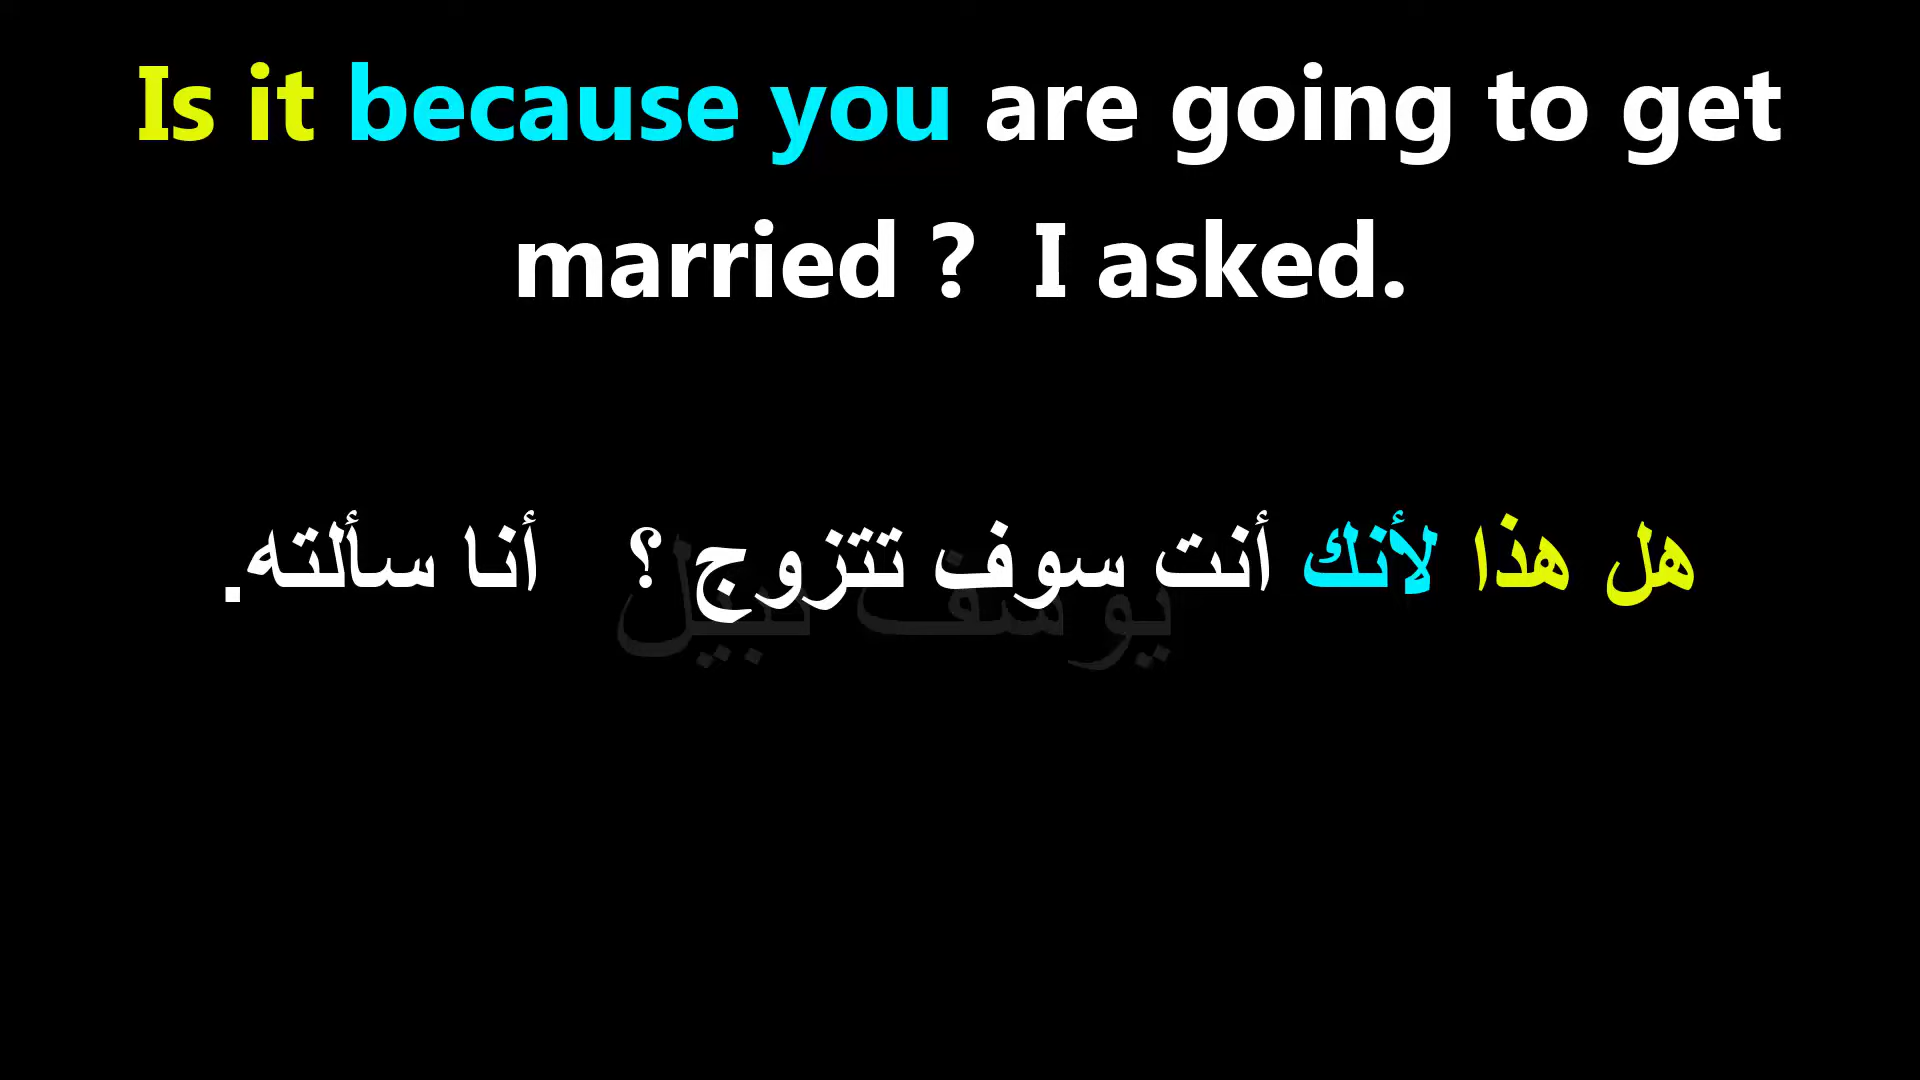 Is it because you are going to get
married ? I asked.
هل هذا لأنك أنت سوف تتزوج ؟ أنا سألته.
يوسف نبيل